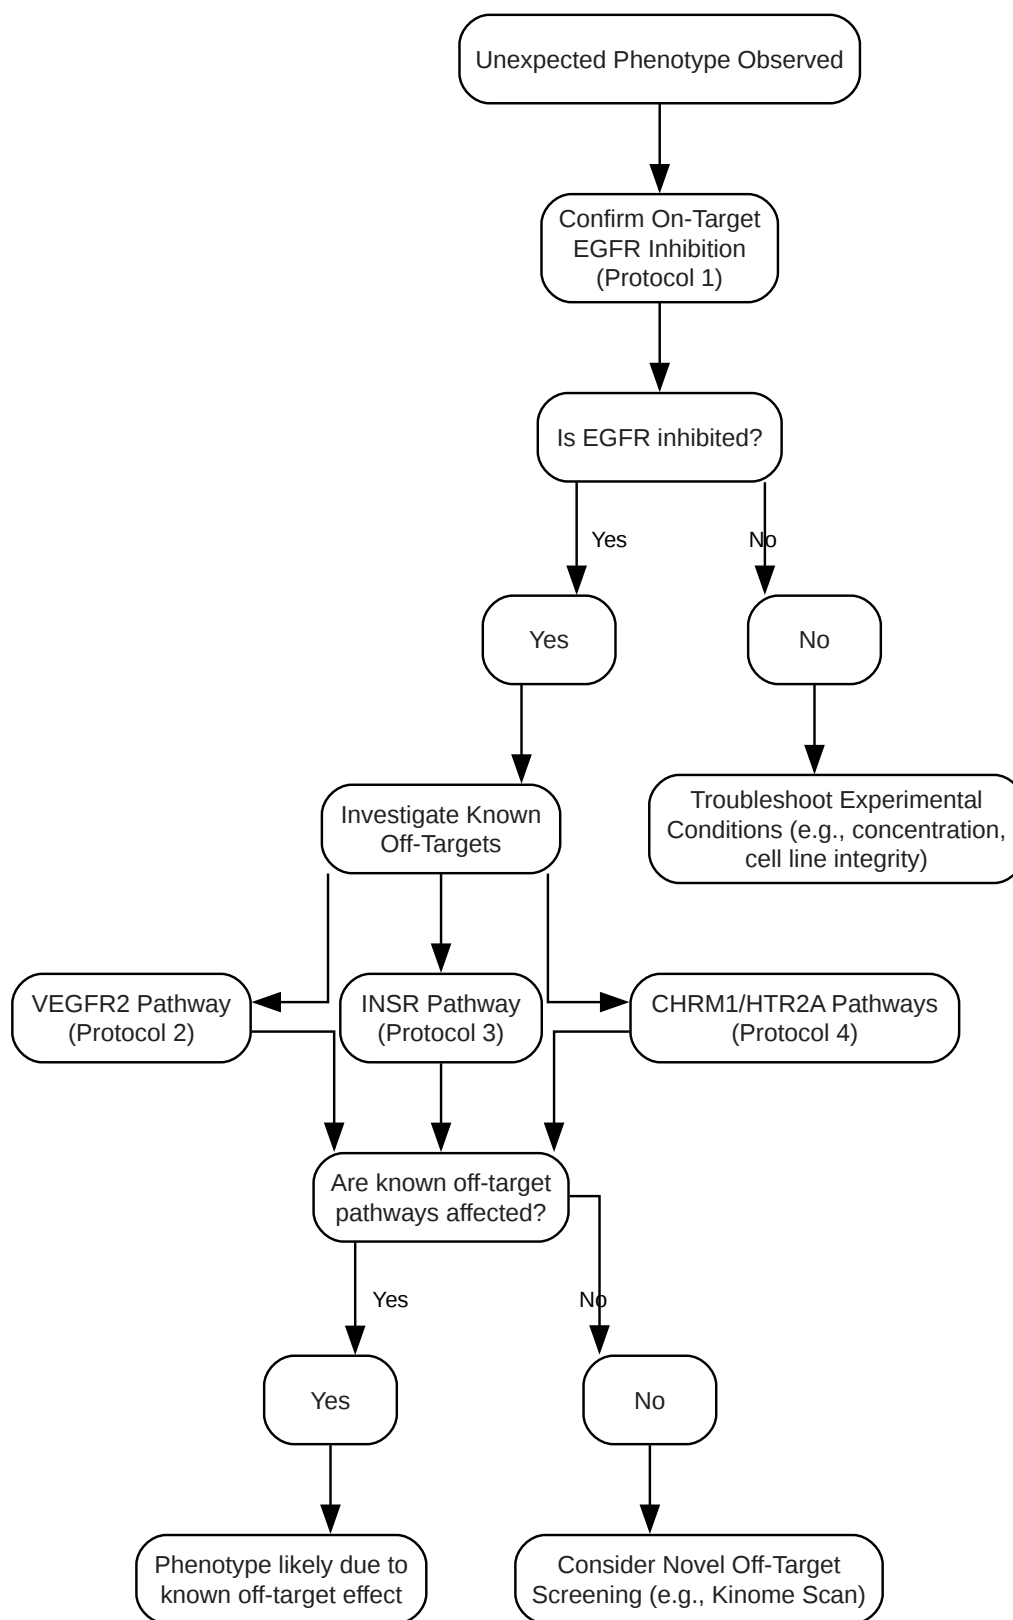 Unexpected Phenotype Observed
Confirm On-Target
EGFR Inhibition
(Protocol 1)
Is EGFR inhibited?
Yes
No
Yes
No
Investigate Known
Off-Targets
Troubleshoot Experimental
Conditions (e.g., concentration,
cell line integrity)
VEGFR2 Pathway
(Protocol 2)
INSR Pathway
(Protocol 3)
CHRM1/HTR2A Pathways
(Protocol 4)
Are known off-target
pathways affected?
Yes
No
Yes
No
Phenotype likely due to
known off-target effect
Consider Novel Off-Target
Screening (e.g., Kinome Scan)